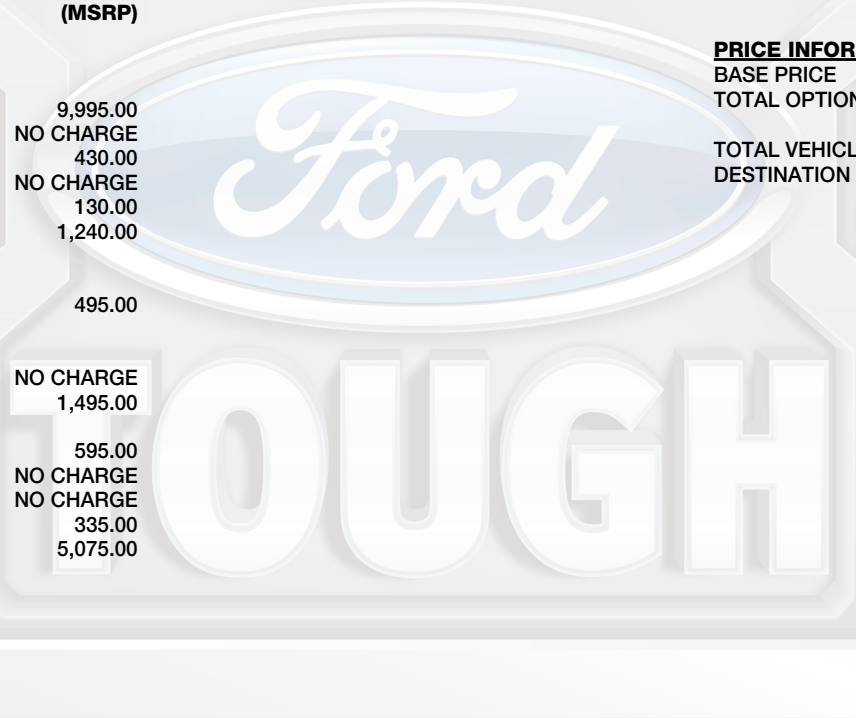 (MSRP)
9,995.00
NO CHARGE
430.00
NO CHARGE
130.00
1,240.00
495.00
NO CHARGE
1,495.00
595.00
NO CHARGE
NO CHARGE
335.00
5,075.00
PRICE INFOR
BASE PRICE
TOTAL OPTION
TOTAL VEHICL
DESTINATION
Ford
TOUGH